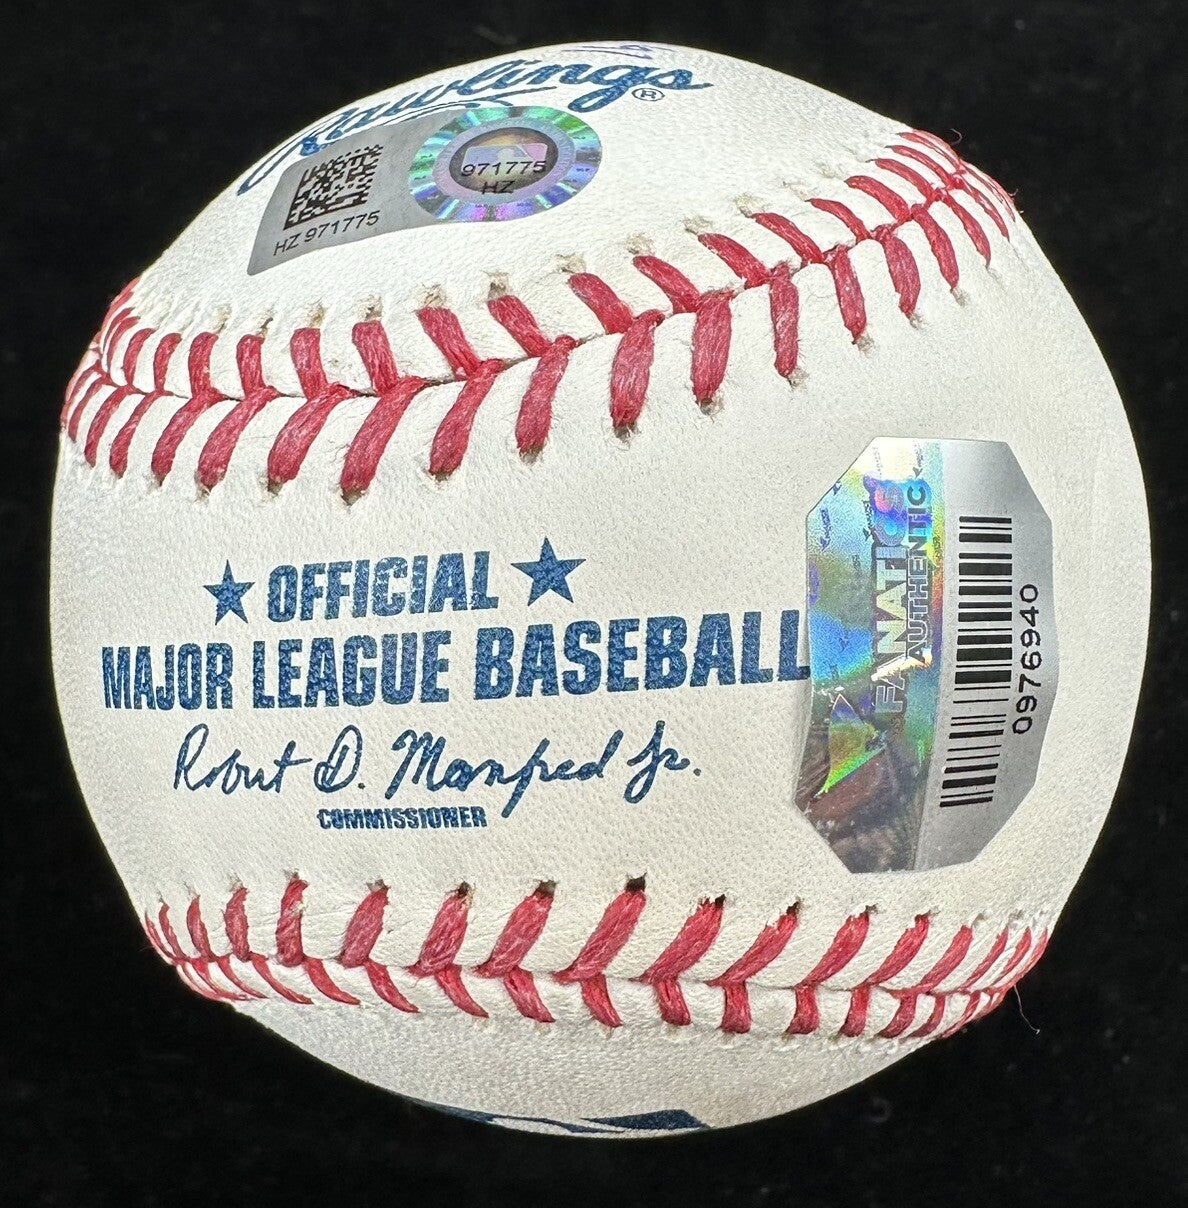 Rawlings®
971775
HZ
HZ 971775
OFFICIAL
MAJOR LEAGUE BASEBALL
Robert D. Manfred Jr.
COMMISSIONER
FANATICS
AUTHENTIC
0976940